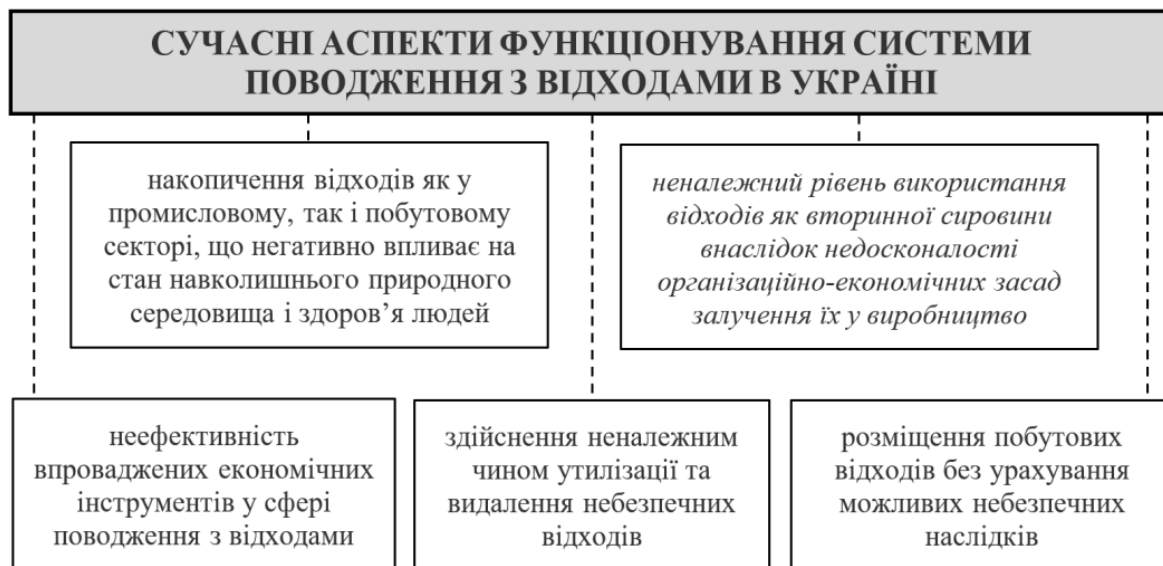 СУЧАСНІ АСПЕКТИ ФУНКЦІОНУВАННЯ СИСТЕМИ
ПОВОДЖЕННЯ З ВІДХОДАМИ В УКРАЇНІ
накопичення відходів як у
промисловому, так і побутовому
секторі, що негативно впливає на
стан навколишнього природного
середовища і здоров’я людей
неналежний рівень використання
відходів як вторинної сировини
внаслідок недосконалості
організаційно-економічних засад
залучення їх у виробництво
неефективність
впроваджених економічних
інструментів у сфері
поводження з відходами
здійснення неналежним
чином утилізації та
видалення небезпечних
відходів
розміщення побутових
відходів без урахування
можливих небезпечних
наслідків